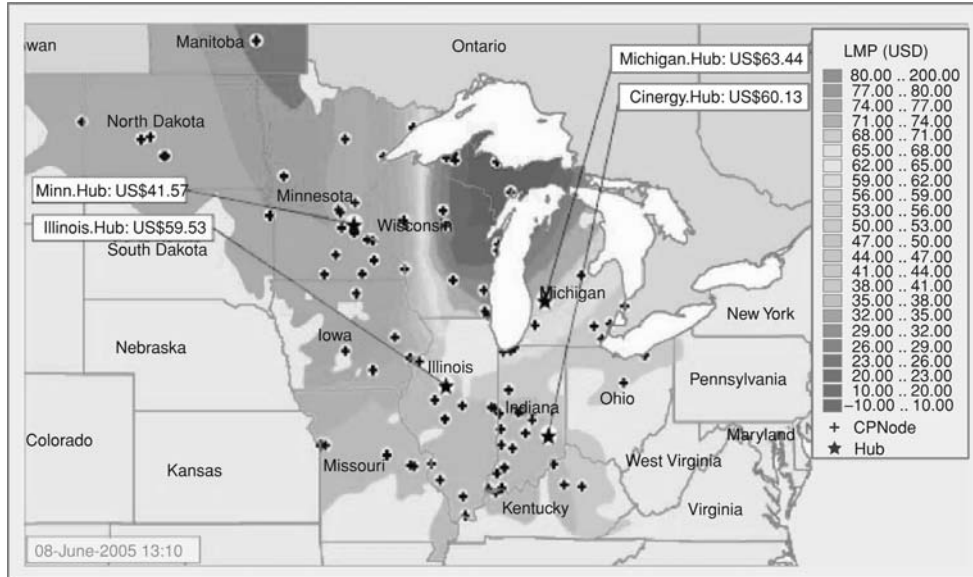 wan
Manitoba
Ontario
Michigan.Hub: US$63.44
Cinergy.Hub: US$60.13
North Dakota
Minn.Hub: US$41.57
Minnesota
Illinois.Hub: US$59.53
Wisconsin
South Dakota
Michigan
New York
Iowa
Nebraska
Illinois
Pennsylvania
Indiana
Ohio
Colorado
Maryland
Kansas
Missouri
West Virginia
Kentucky
Virginia
08-June-2005 13:10
LMP (USD)
80.00 .. 200.00
77.00 .. 80.00
74.00 .. 77.00
71.00 .. 74.00
68.00 .. 71.00
65.00 .. 68.00
62.00 .. 65.00
59.00 .. 62.00
56.00 .. 59.00
53.00 .. 56.00
50.00 .. 53.00
47.00 .. 50.00
44.00 .. 47.00
41.00 .. 44.00
38.00 .. 41.00
35.00 .. 38.00
32.00 .. 35.00
29.00 .. 32.00
26.00 .. 29.00
23.00 .. 26.00
20.00 .. 23.00
10.00 .. 20.00
–10.00 .. 10.00
CPNode
Hub